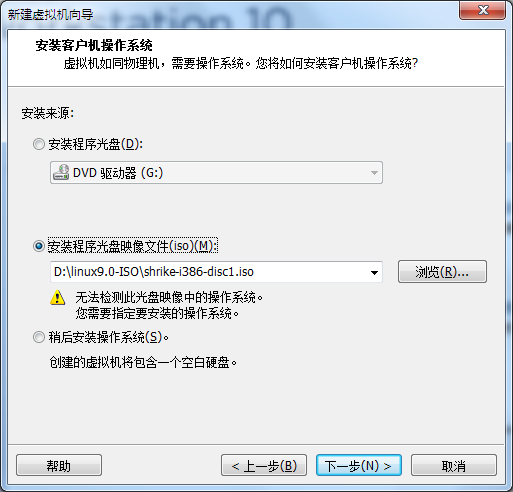 新建虚拟机向导
安装客户机操作系统
虚拟机如同物理机，需要操作系统。您将如何安装客户机操作系统?
安装来源:
安装程序光盘(D):
DVD 驱动器 (G:)
安装程序光盘映像文件(iso)(M):
D:\linux9.0-ISO\shrike-i386-disc1.iso
浏览(R)...
无法检测此光盘映像中的操作系统。
您需要指定要安装的操作系统。
稍后安装操作系统(S)。
创建的虚拟机将包含一个空白硬盘。
帮助
< 上一步(B)
下一步(N) >
取消